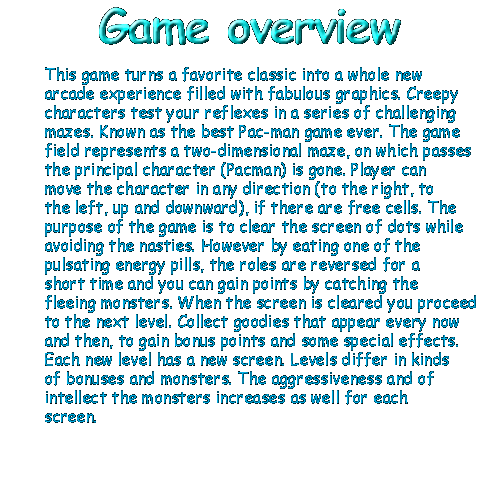 Game overview
This game turns a favorite classic into a whole new
arcade experience filled with fabulous graphics. Creepy
characters test your reflexes in a series of challenging
mazes. Known as the best Pac-man game ever. The game
field represents a two-dimensional maze, on which passes
the principal character (Pacman) is gone. Player can
move the character in any direction (to the right, to
the left, up and downward), if there are free cells. The
purpose of the game is to clear the screen of dots while
avoiding the nasties. However by eating one of the
pulsating energy pills, the roles are reversed for a
short time and you can gain points by catching the
fleeing monsters. When the screen is cleared you proceed
to the next level. Collect goodies that appear every now
and then, to gain bonus points and some special effects.
Each new level has a new screen. Levels differ in kinds
of bonuses and monsters. The aggressiveness and of
intellect the monsters increases as well for each
screen.